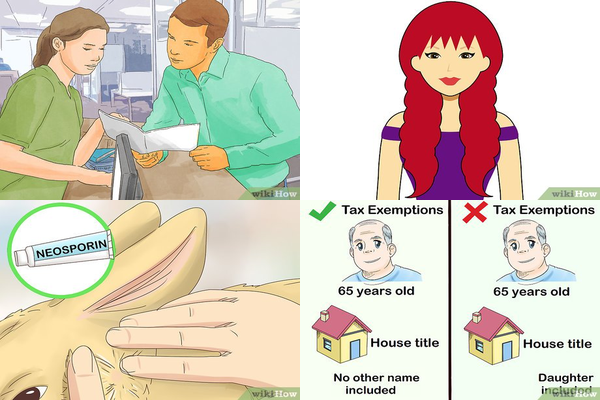 wikiHow
wikiHow
NEOSPORIN
wikiHow
Tax Exemptions
65 years old
House title
No other name
included
Tax Exemptions
65 years old
House title
Daughter
included
wikiHow